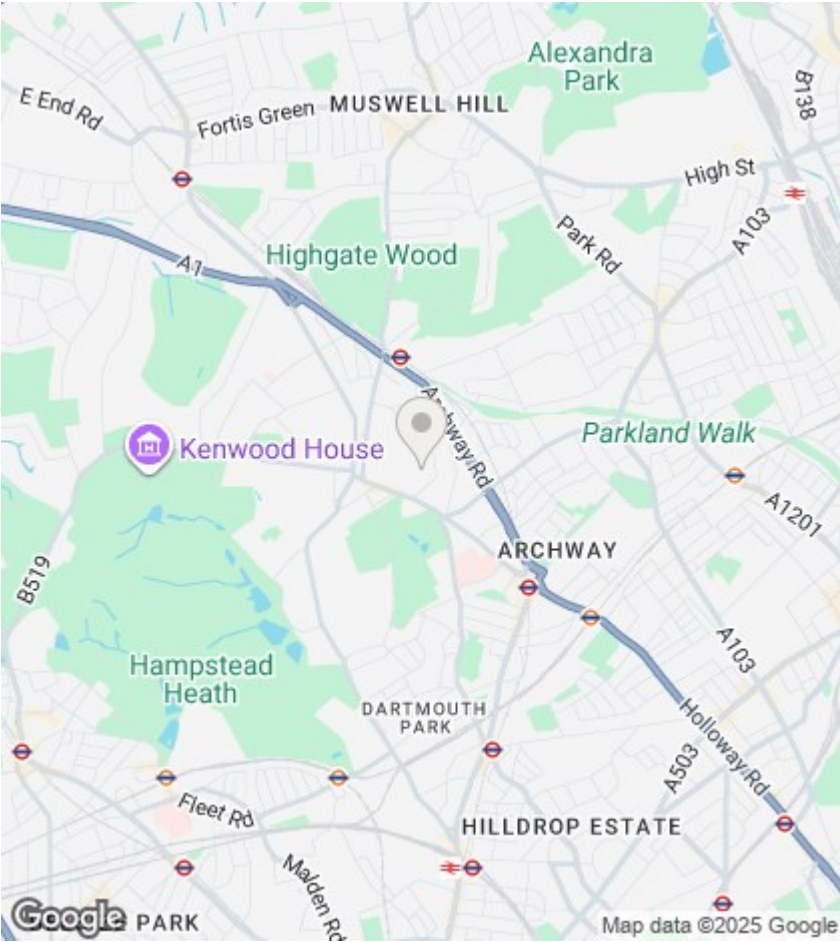 Alexandra
Park
B138
E End Rd
Fortis Green
MUSWELL HILL
High St
Park Rd
A103
Highgate Wood
A1
Archway Rd
Parkland Walk
Kenwood House
A1201
B519
ARCHWAY
A103
Hampstead
Heath
DARTMOUTH
PARK
Holloway Rd
A503
Fleet Rd
HILLDROP ESTATE
Malden Rd
Google
PARK
Map data ©2025 Google